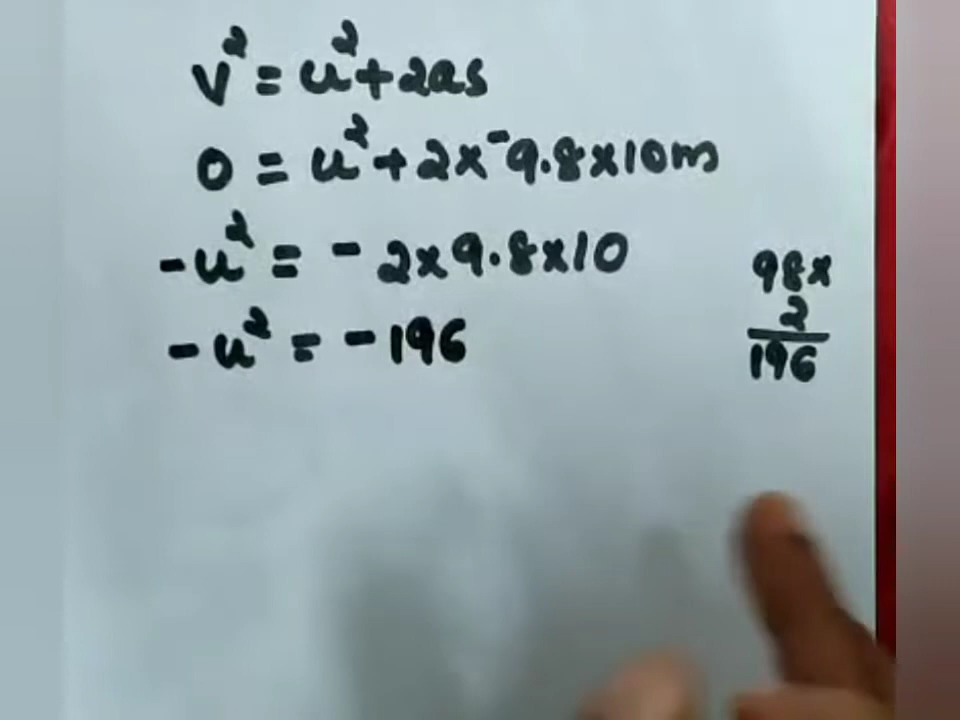 v² = u² + 2as
0 = u² + 2x⁻9.8x10m
-u² = - 2x9.8x10
-u² = - 196
98x
2
196